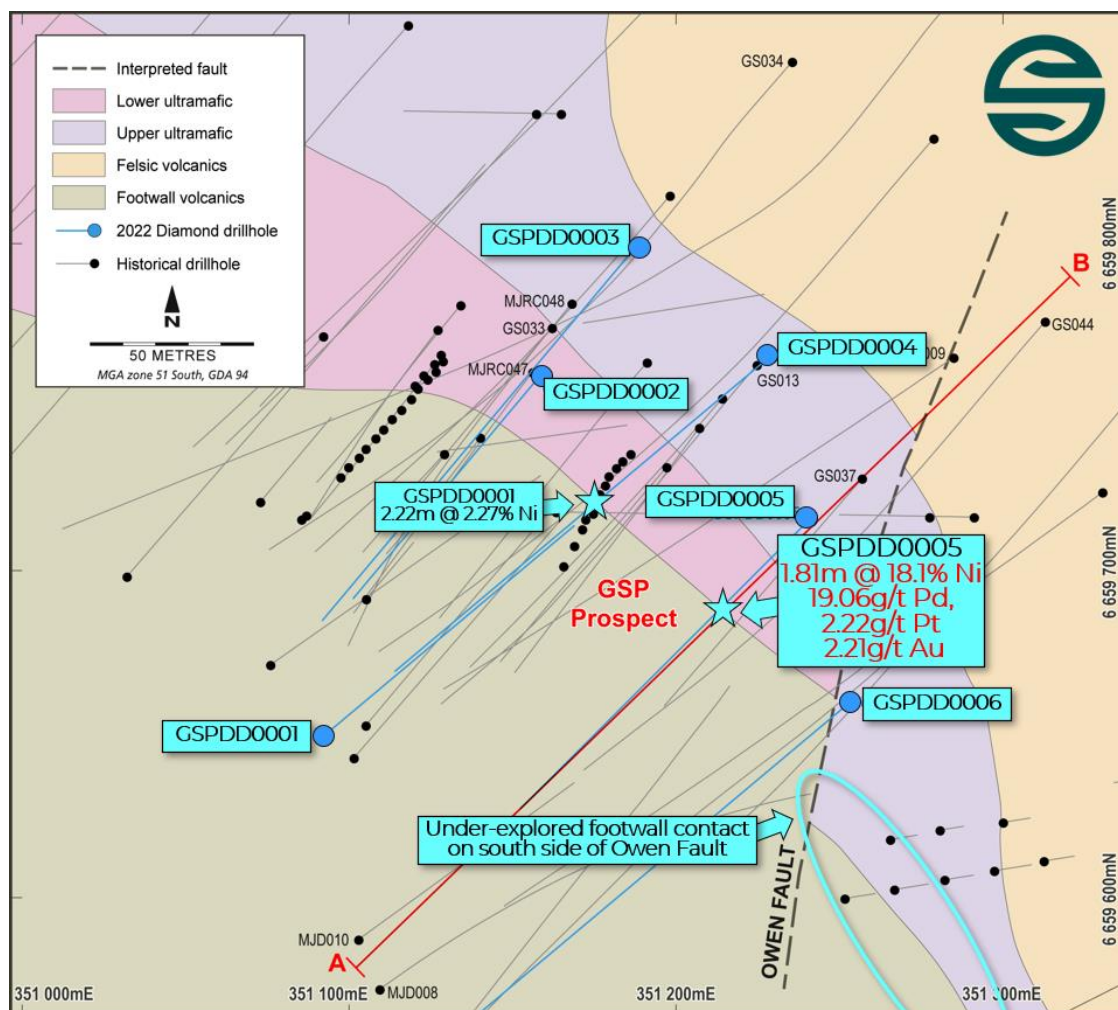 Interpreted fault
Lower ultramafic
Upper ultramafic
Felsic volcanics
Footwall volcanics
2022 Diamond drillhole
Historical drillhole
N
50 METRES
MGA zone 51 South, GDA 94
GS034
6 659 800mN
GSPDD0003
B
MJRC048
GS033
GS044
GSPDD0004
009
MJRC047
GS013
GSPDD0002
GS037
GSPDD0001
2.22m @ 2.27% Ni
GSPDD0005
6 659 700mN
GSPDD0005
1.81m @ 18.1% Ni
19.06g/t Pd,
2.22g/t Pt
2.21g/t Au
GSP
Prospect
GSPDD0006
GSPDD0001
Under-explored footwall contact
on south side of Owen Fault
6 659 600mN
OWEN FAULT
MJD010
A
MJD008
351 000mE
351 100mE
351 200mE
351 300mE